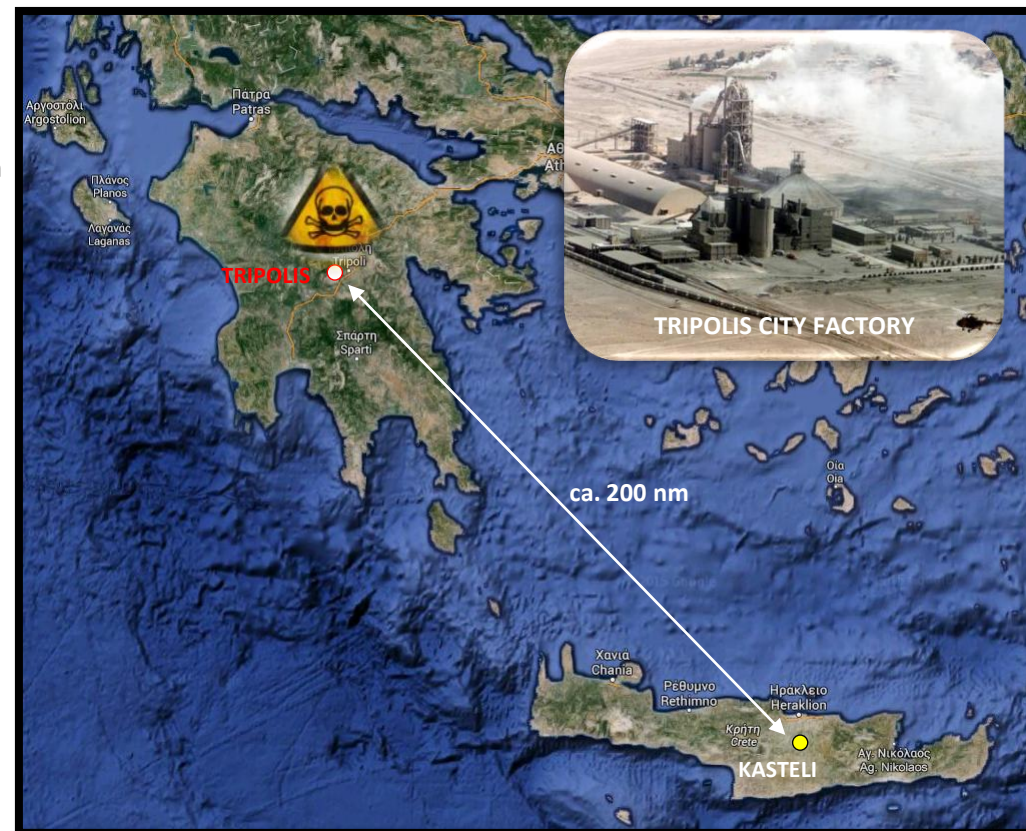 Πάτρα
Patras
Αργοστόλι
Argostolion
Πλάνος
Planos
Λαγανάς
Laganas
Tripoli
TRIPOLIS
Σπάρτη
Sparti
TRIPOLIS CITY FACTORY
Οία
Oia
ca. 200 nm
Χανιά
Chania
Ρέθυμνο
Rethimno
Ηράκλειο
Heraklion
Κρήτη
Crete
Αγ. Νικόλαος
Ag. Nikolaos
KASTELI